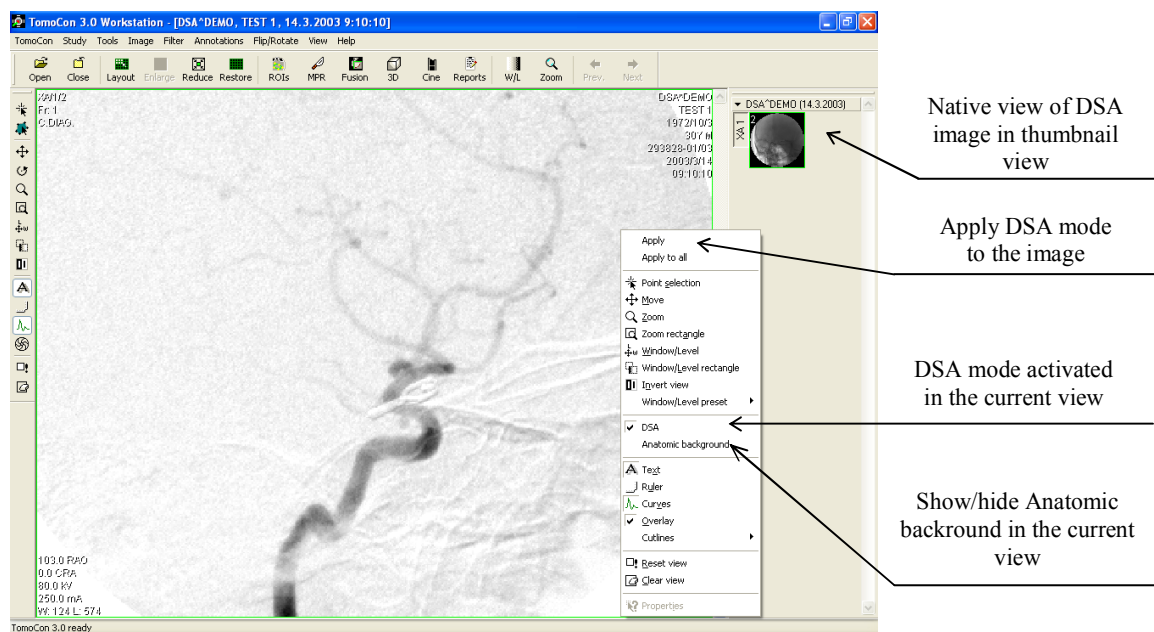 TomoCon 3.0 Workstation - [DSA^DEMO, TEST 1 , 14.3.2003 9:10:10]
TomoCon Study Tools Image Filter Annotations Flip/Rotate View Help
Open Close Layout Enlarge Reduce Restore ROIs MPR Fusion 3D Cine Reports W/L Zoom Prev. Next
XA/1/2
Fr: 1
C:DIAG.
DSA^DEMO
TEST 1
1972/10/3
293828-01/03
2003/3/14
09:10:10
DSA^DEMO (14.3.2003)
XA 1
2
Native view of DSA
image in thumbnail
view
Apply DSA mode
to the image
DSA mode activated
in the current view
Show/hide Anatomic
backround in the current
view
Apply
Apply to all
Point selection
Move
Zoom
Zoom rectangle
Window/Level
Window/Level rectangle
Invert view
Window/Level preset
DSA
Anatomic background
Text
Ruler
Curves
Overlay
Cutlines
Reset view
Clear view
Properties
103.0 RAO
0.0 CRA
80.0 kV
250.0 mA
W: 124 L: 574
TomoCon 3.0 ready